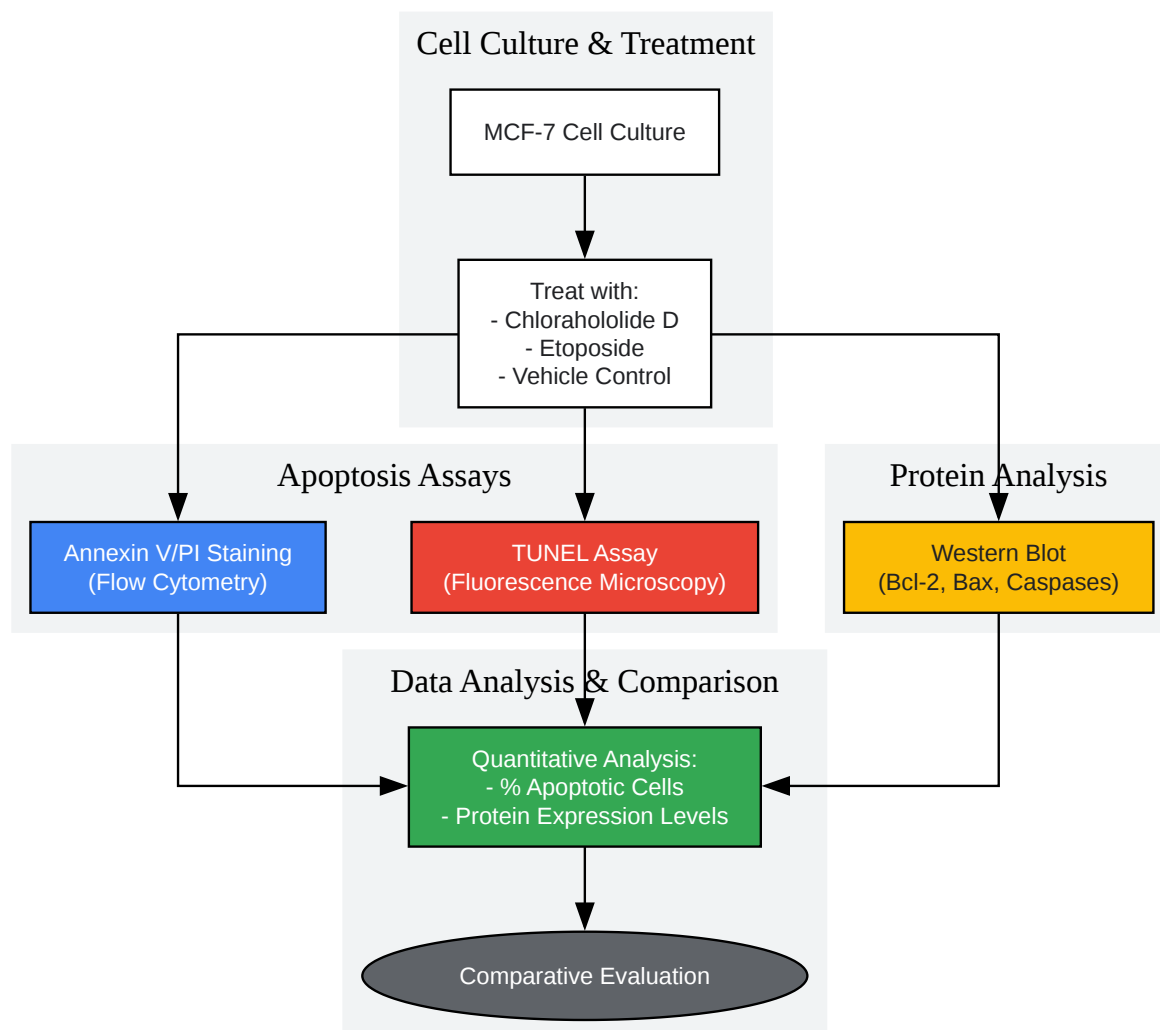 Cell Culture & Treatment
MCF-7 Cell Culture
Treat with:
- Chlorahololide D
- Etoposide
- Vehicle Control
Apoptosis Assays
Annexin V/PI Staining
(Flow Cytometry)
TUNEL Assay
(Fluorescence Microscopy)
Protein Analysis
Western Blot
(Bcl-2, Bax, Caspases)
Data Analysis & Comparison
Quantitative Analysis:
- % Apoptotic Cells
- Protein Expression Levels
Comparative Evaluation